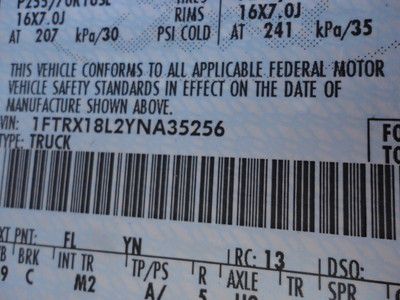 RIMS
16X7.0J 16X7.0J
AT 207 kPa/30 PSI COLD AT 241 kPa/35
THIS VEHICLE CONFORMS TO ALL APPLICABLE FEDERAL MOTOR
VEHICLE SAFETY STANDARDS IN EFFECT ON THE DATE OF
MANUFACTURE SHOWN ABOVE.
VIN: 1FTRX18L2YNA35256
TYPE: TRUCK
PNT: FL YN RC: 13 DSO:
BRK INT TR TP/PS R AXLE TR SPR
9 C M2 A/ 5